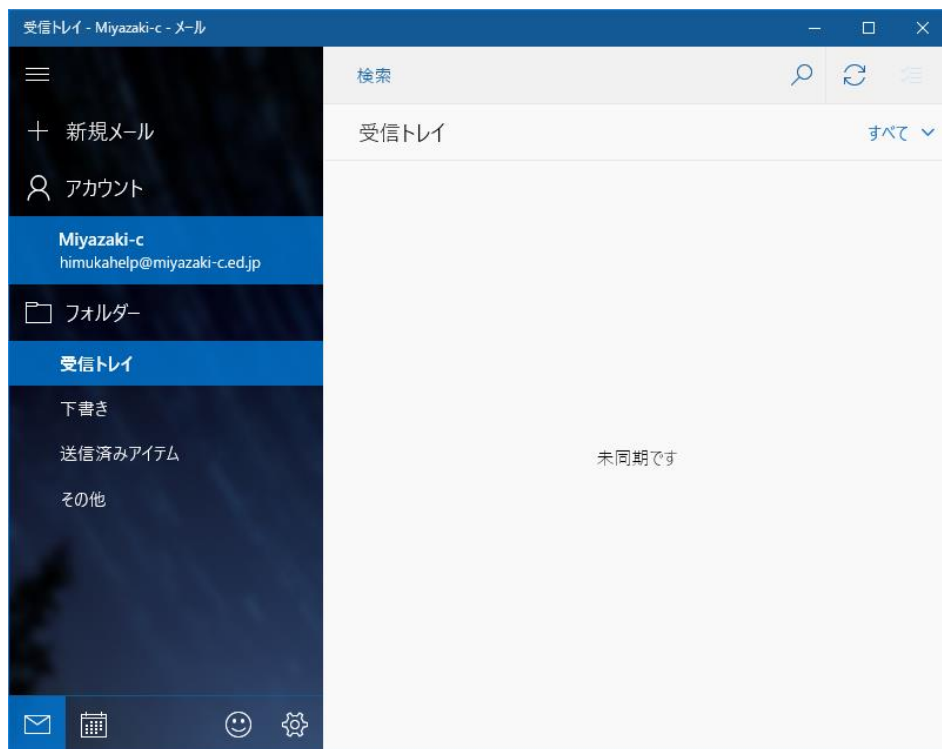 受信トレイ - Miyazaki-c - メール
検索
新規メール
受信トレイ
すべて
アカウント
Miyazaki-c
himukahelp@miyazaki-c.ed.jp
フォルダー
受信トレイ
下書き
送信済みアイテム
未同期です
その他